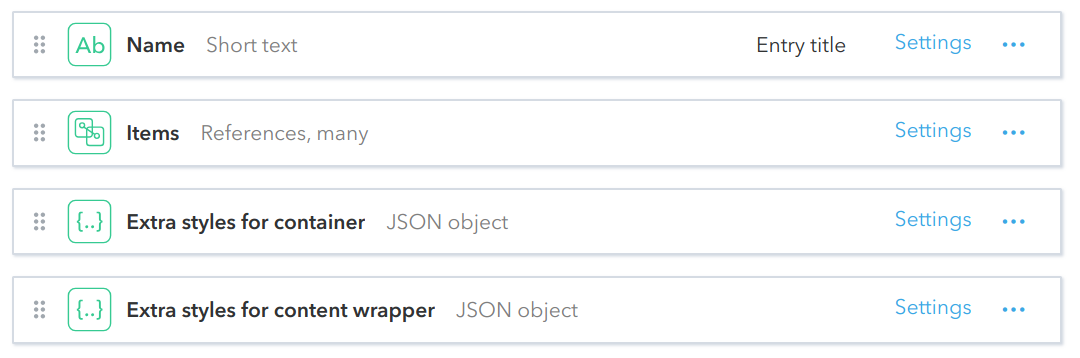 Ab Name Short text Entry title Settings ...
Items References, many Settings ...
{..} Extra styles for container JSON object Settings ...
{..} Extra styles for content wrapper JSON object Settings ...